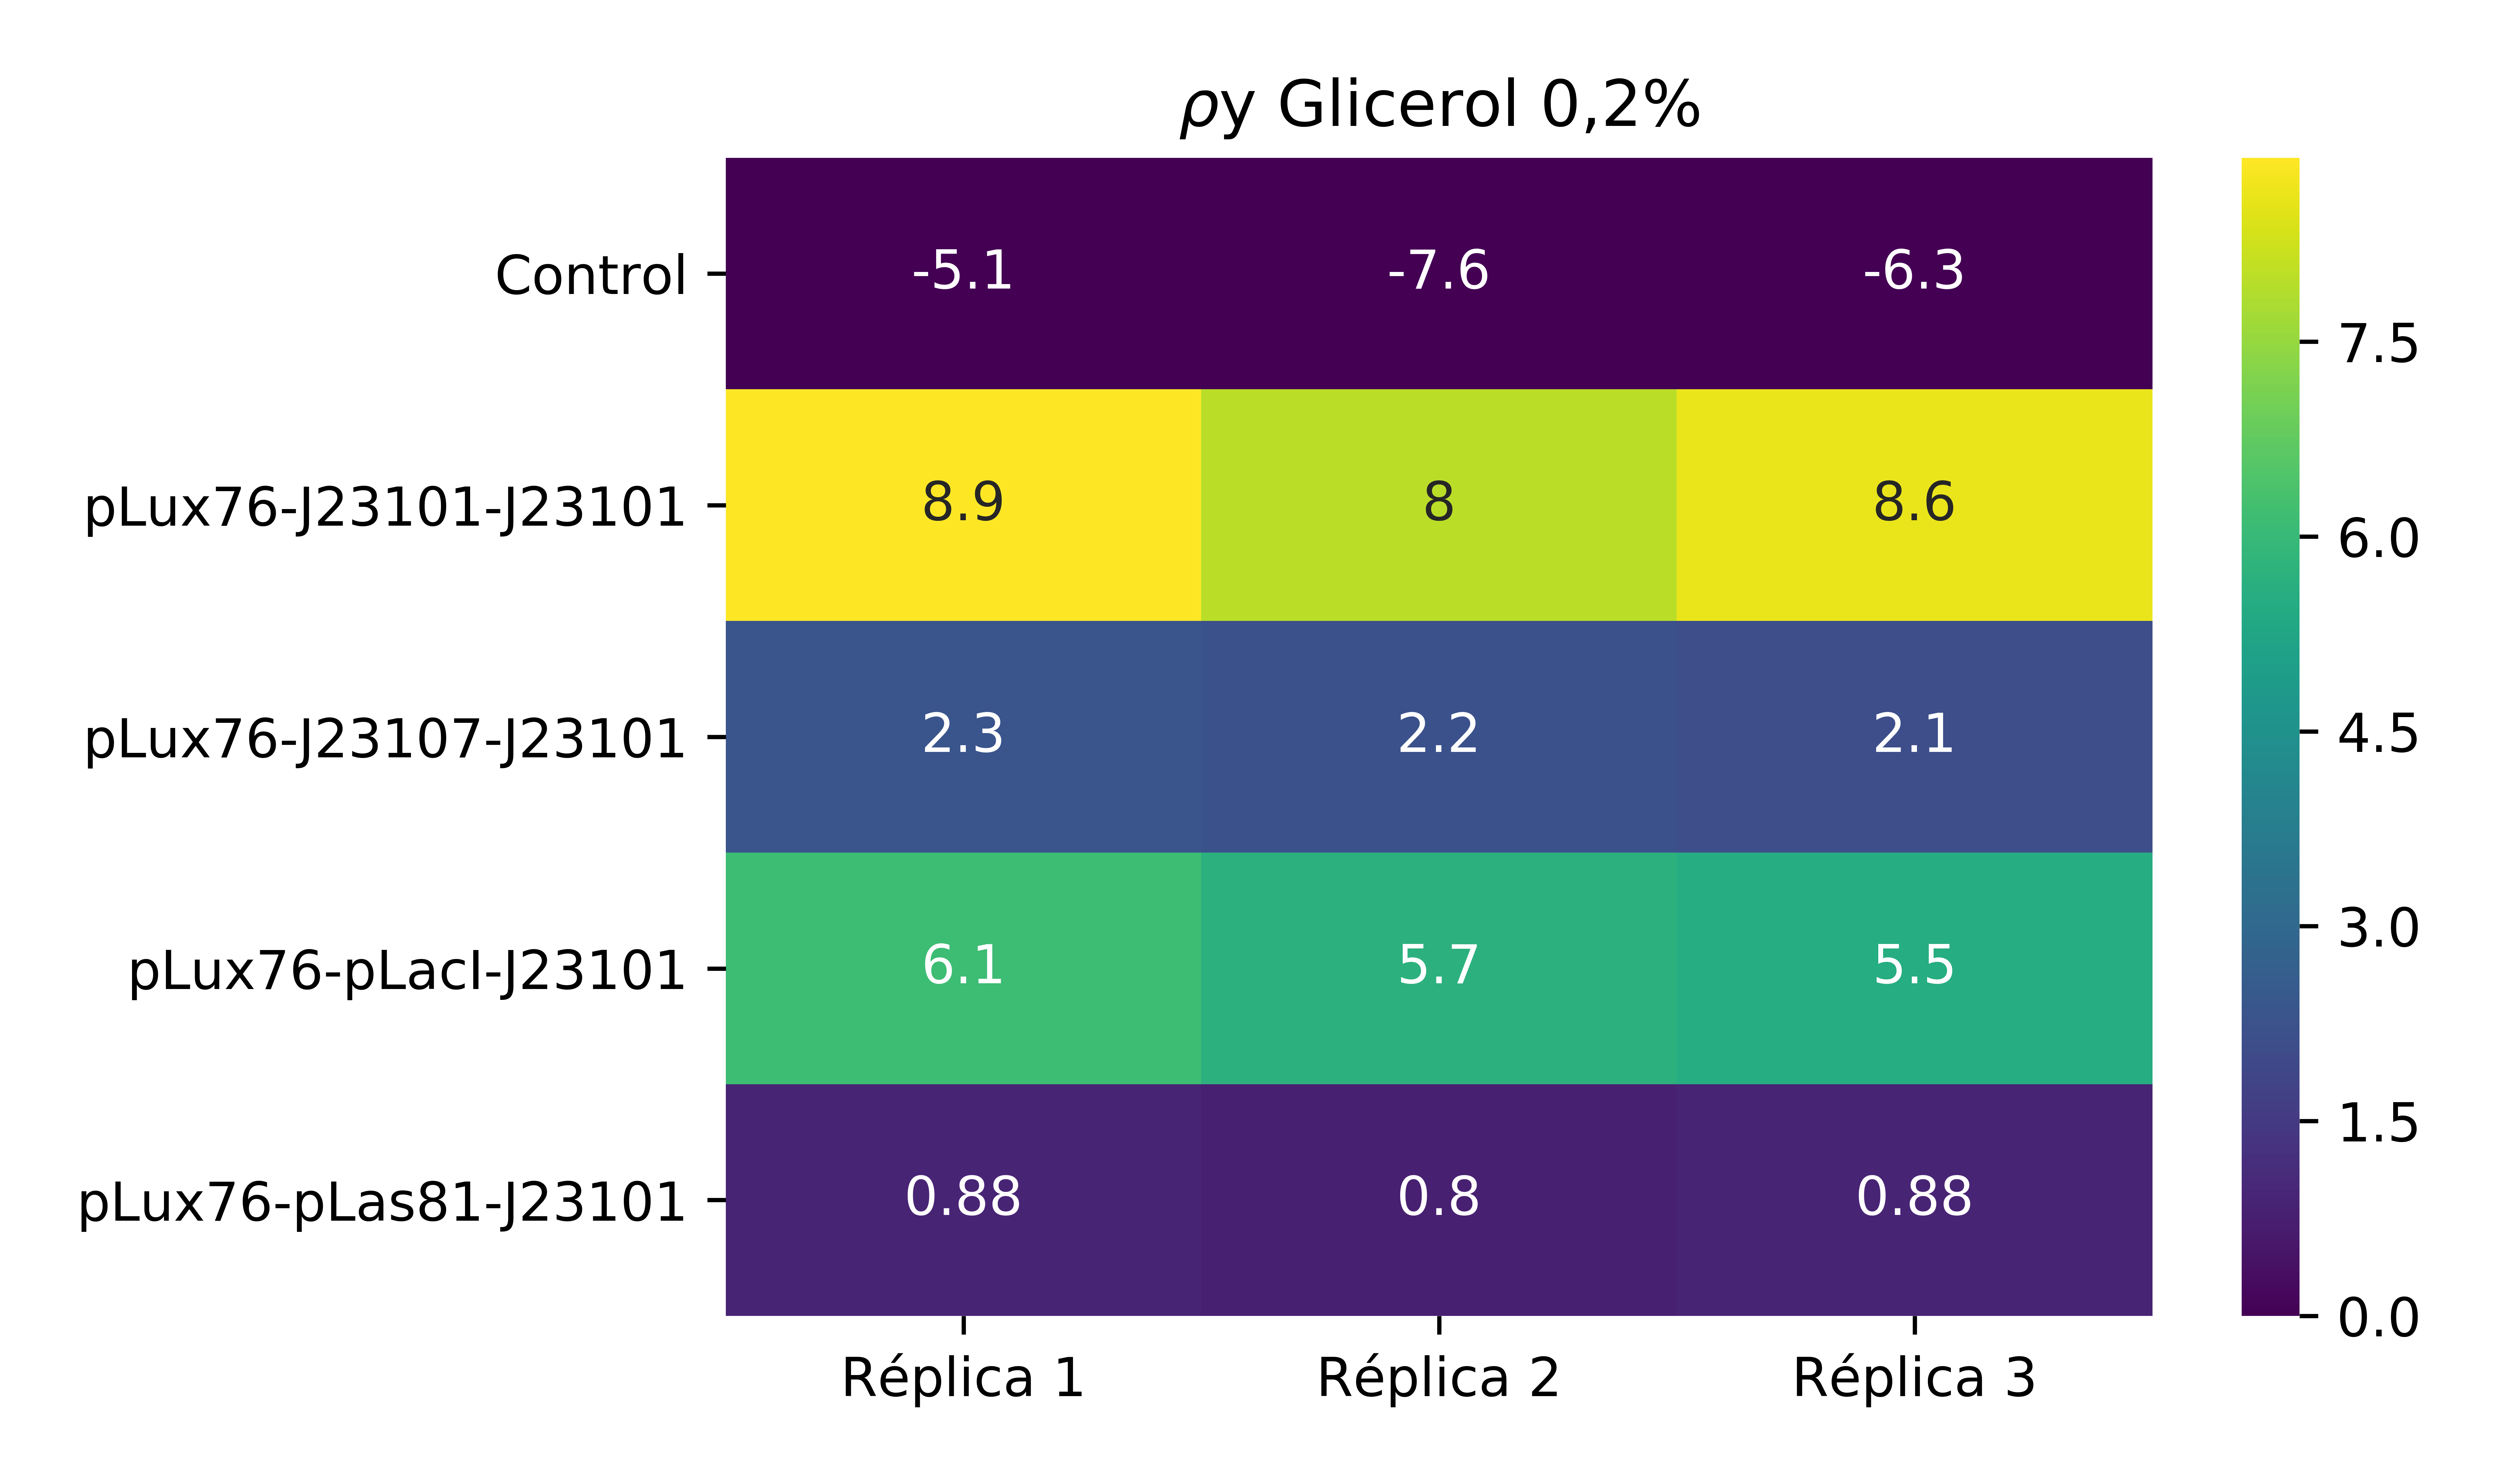 ρy Glicerol 0,2%
Control -5.1 -7.6 -6.3
pLux76-J23101-J23101 8.9 8 8.6
pLux76-J23107-J23101 2.3 2.2 2.1
pLux76-pLacI-J23101 6.1 5.7 5.5
pLux76-pLas81-J23101 0.88 0.8 0.88
Réplica 1 Réplica 2 Réplica 3
7.5
6.0
4.5
3.0
1.5
0.0